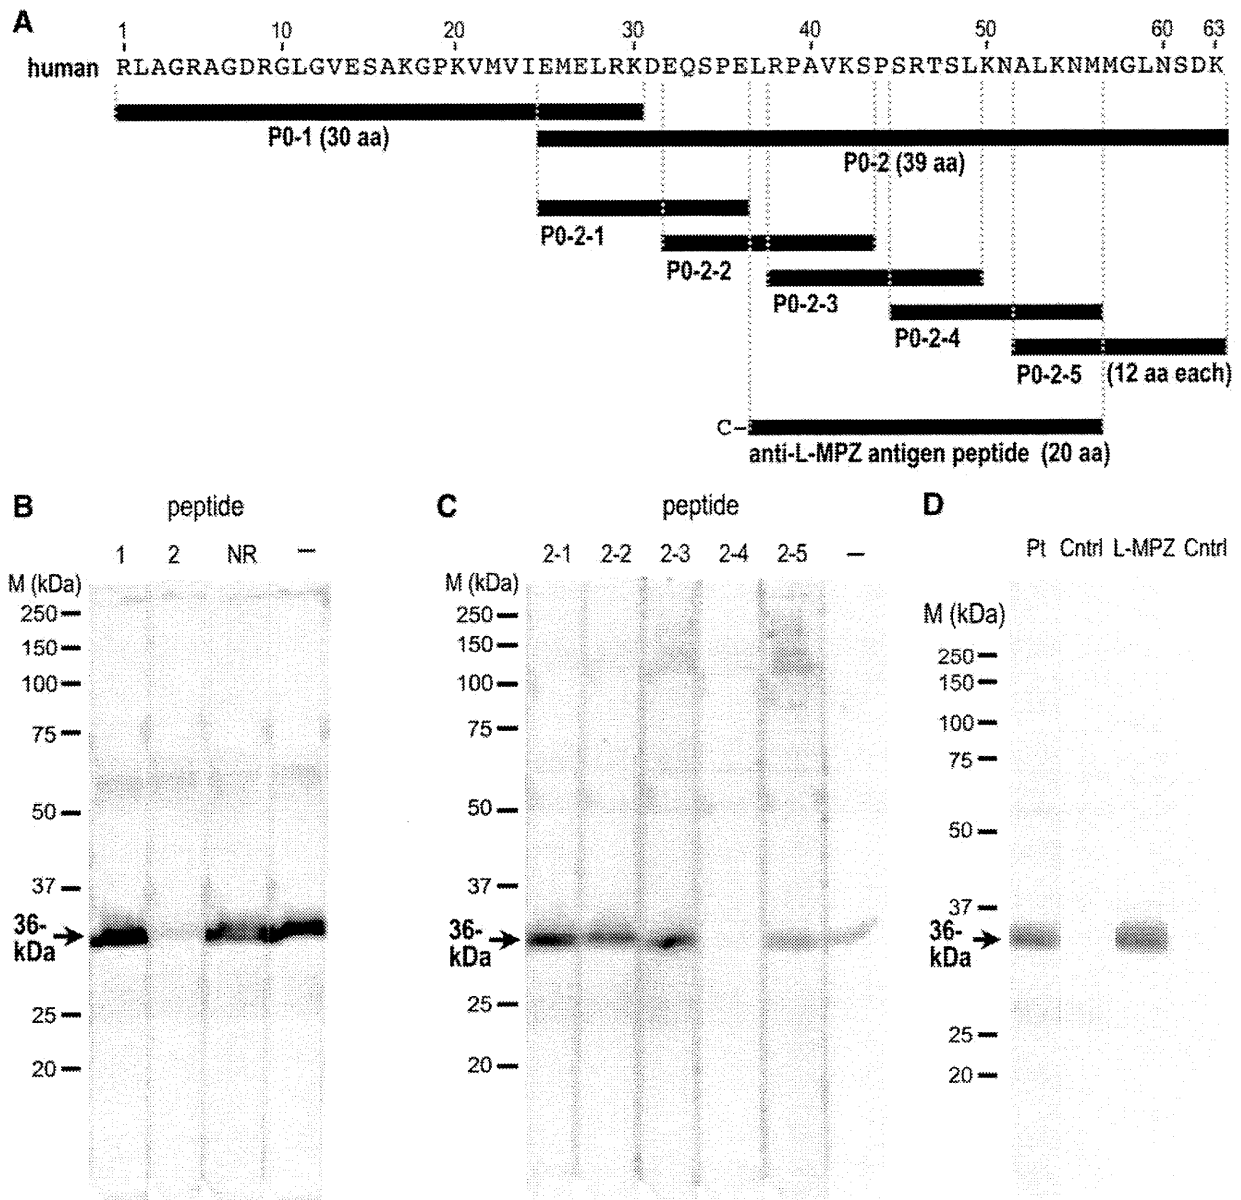 A
1 10 20 30 40 50 60 63
human RLAGRAGDRGLGVESAKGPKVMVIEMELRKDEQSPELRPAVKSPSRTSLKNALKNMMGLNSDK
P0-1 (30 aa)
P0-2 (39 aa)
P0-2-1
P0-2-2
P0-2-3
P0-2-4
P0-2-5 (12 aa each)
C-
anti-L-MPZ antigen peptide (20 aa)
B peptide
1 2 NR –
M (kDa)
250
150
100
75
50
37
36-
kDa
25
20
C peptide
2-1 2-2 2-3 2-4 2-5 –
M (kDa)
250
150
100
75
50
37
36-
kDa
25
20
D
Pt Cntrl L-MPZ Cntrl
M (kDa)
250
150
100
75
50
37
36-
kDa
25
20